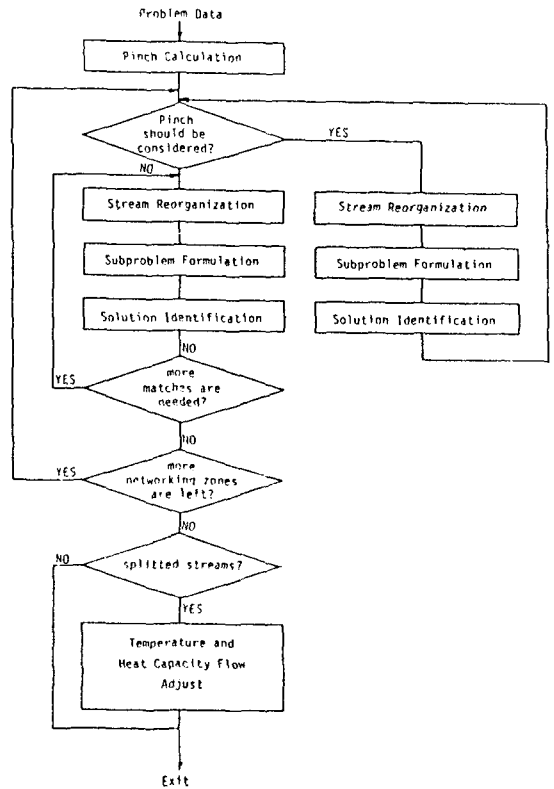 Problem Data
Pinch Calculation
Pinch
should be
considered?
YES
NO
Stream Reorganization
Stream Reorganization
Subproblem Formulation
Subproblem Formulation
Solution Identification
Solution Identification
NO
more
matches are
needed?
YES
NO
more
networking zones
are left?
YES
NO
splitted streams?
NO
YES
Temperature and
Heat Capacity Flow
Adjust
Exit